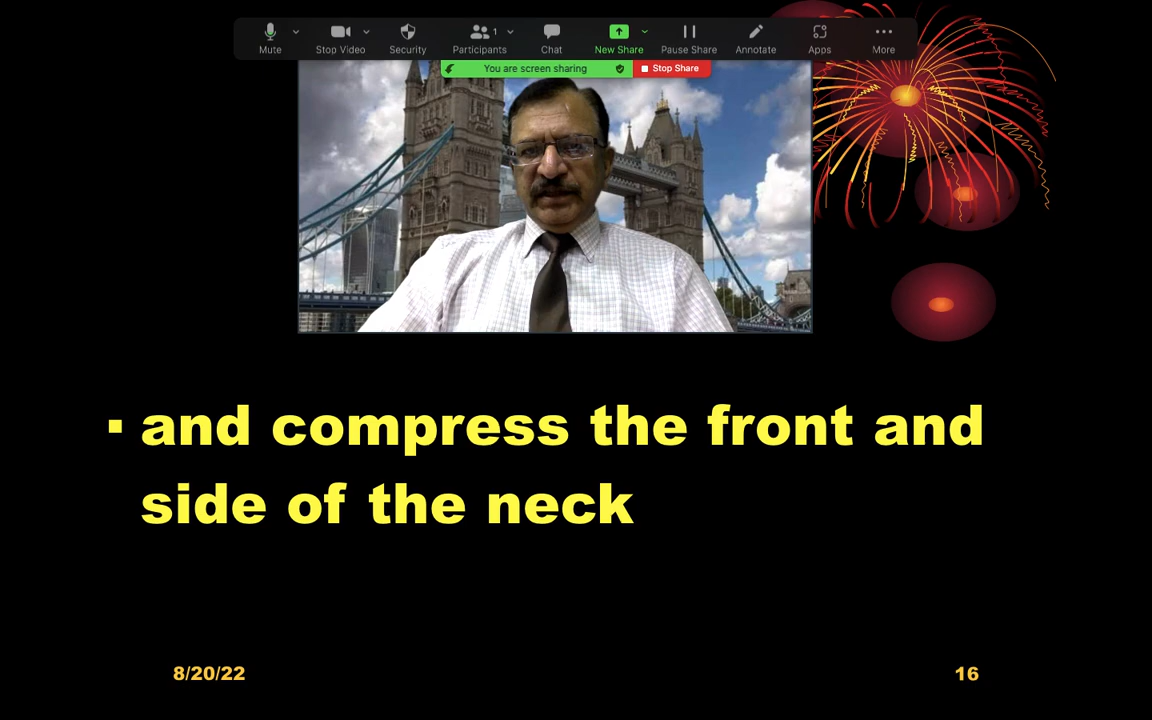 Mute
Stop Video
Security
Participants 1
Chat
New Share
Pause Share
Annotate
Apps
More
You are screen sharing
Stop Share
▪ and compress the front and
side of the neck
8/20/22
16